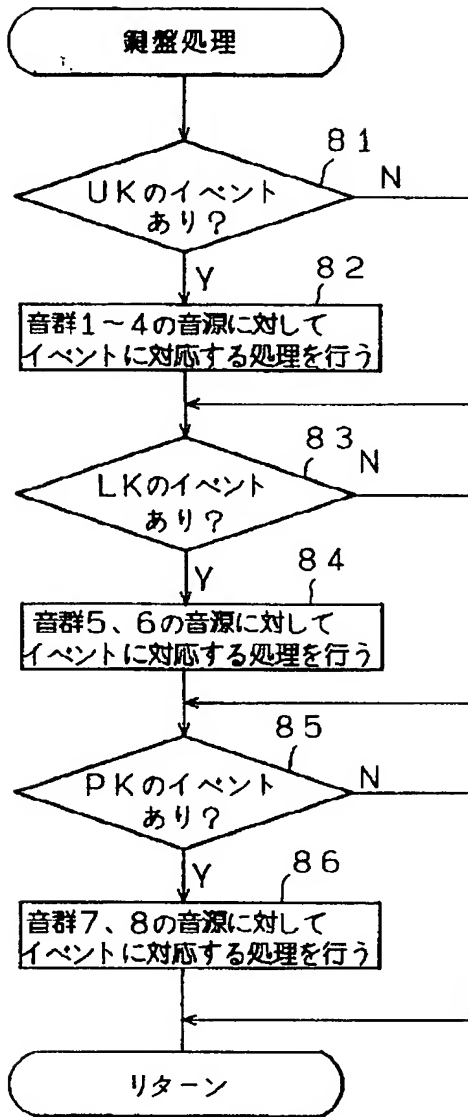 鍵盤処理
81
UKのイベント
あり?
N
Y
82
音群1~4の音源に対して
イベントに対応する処理を行う
83
LKのイベント
あり?
N
Y
84
音群5、6の音源に対して
イベントに対応する処理を行う
85
PKのイベント
あり?
N
Y
86
音群7、8の音源に対して
イベントに対応する処理を行う
リターン